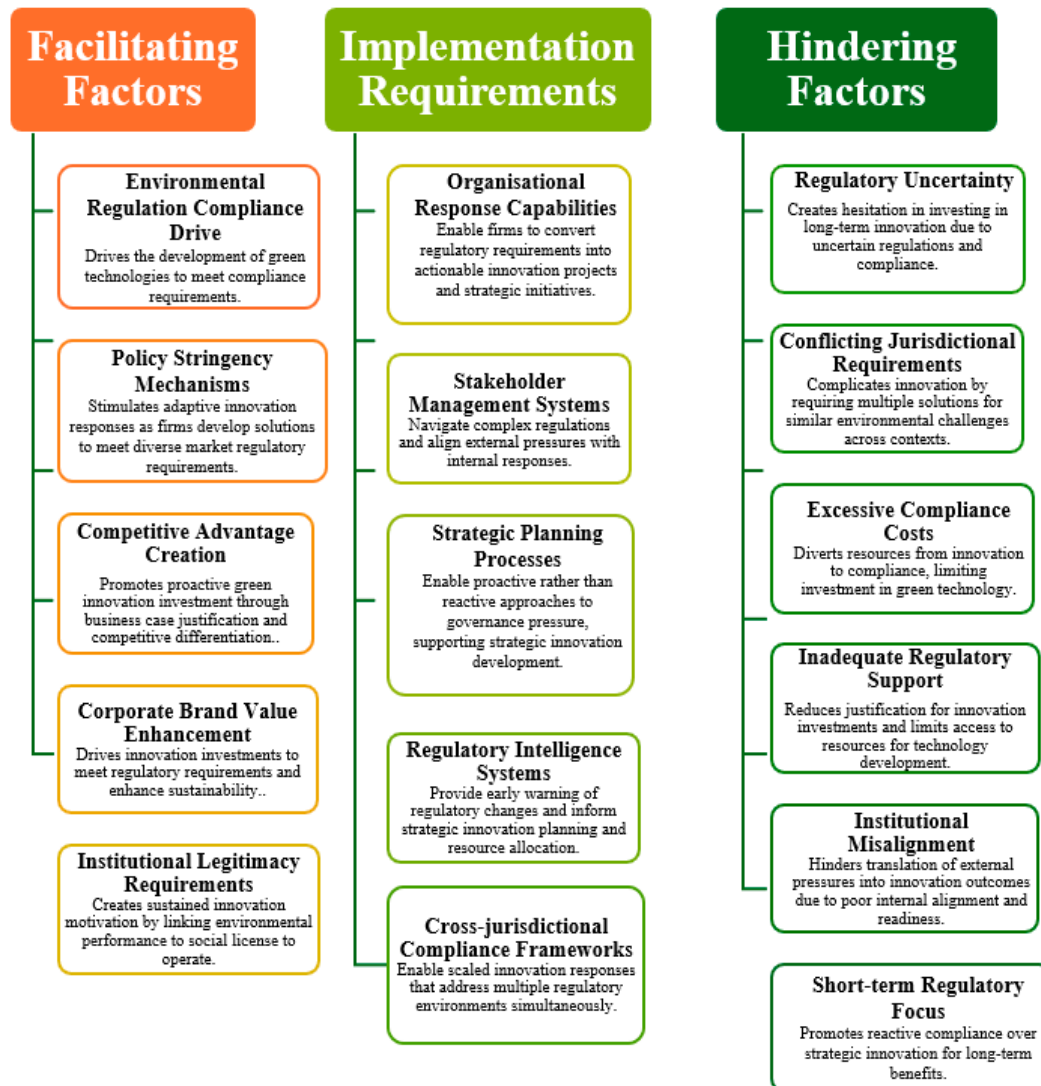 Facilitating
Factors
Environmental
Regulation Compliance
Drive
Drives the development of green
technologies to meet compliance
requirements.
Policy Stringency
Mechanisms
Stimulates adaptive innovation
responses as firms develop solutions
to meet diverse market regulatory
requirements.
Competitive Advantage
Creation
Promotes proactive green
innovation investment through
business case justification and
competitive differentiation..
Corporate Brand Value
Enhancement
Drives innovation investments to
meet regulatory requirements and
enhance sustainability..
Institutional Legitimacy
Requirements
Creates sustained innovation
motivation by linking environmental
performance to social license to
operate.
Implementation
Requirements
Organisational
Response Capabilities
Enable firms to convert
regulatory requirements into
actionable innovation projects
and strategic initiatives.
Stakeholder
Management Systems
Navigate complex regulations
and align external pressures with
internal responses.
Strategic Planning
Processes
Enable proactive rather than
reactive approaches to
governance pressure,
supporting strategic innovation
development.
Regulatory Intelligence
Systems
Provide early warning of
regulatory changes and inform
strategic innovation planning and
resource allocation.
Cross-jurisdictional
Compliance Frameworks
Enable scaled innovation responses
that address multiple regulatory
environments simultaneously.
Hindering
Factors
Regulatory Uncertainty
Creates hesitation in investing in
long-term innovation due to
uncertain regulations and
compliance.
Conflicting Jurisdictional
Requirements
Complicates innovation by
requiring multiple solutions for
similar environmental challenges
across contexts.
Excessive Compliance
Costs
Diverts resources from innovation
to compliance, limiting
investment in green technology.
Inadequate Regulatory
Support
Reduces justification for innovation
investments and limits access to
resources for technology
development.
Institutional
Misalignment
Hinders translation of external
pressures into innovation outcomes
due to poor internal alignment and
readiness.
Short-term Regulatory
Focus
Promotes reactive compliance over
strategic innovation for long-term
benefits.